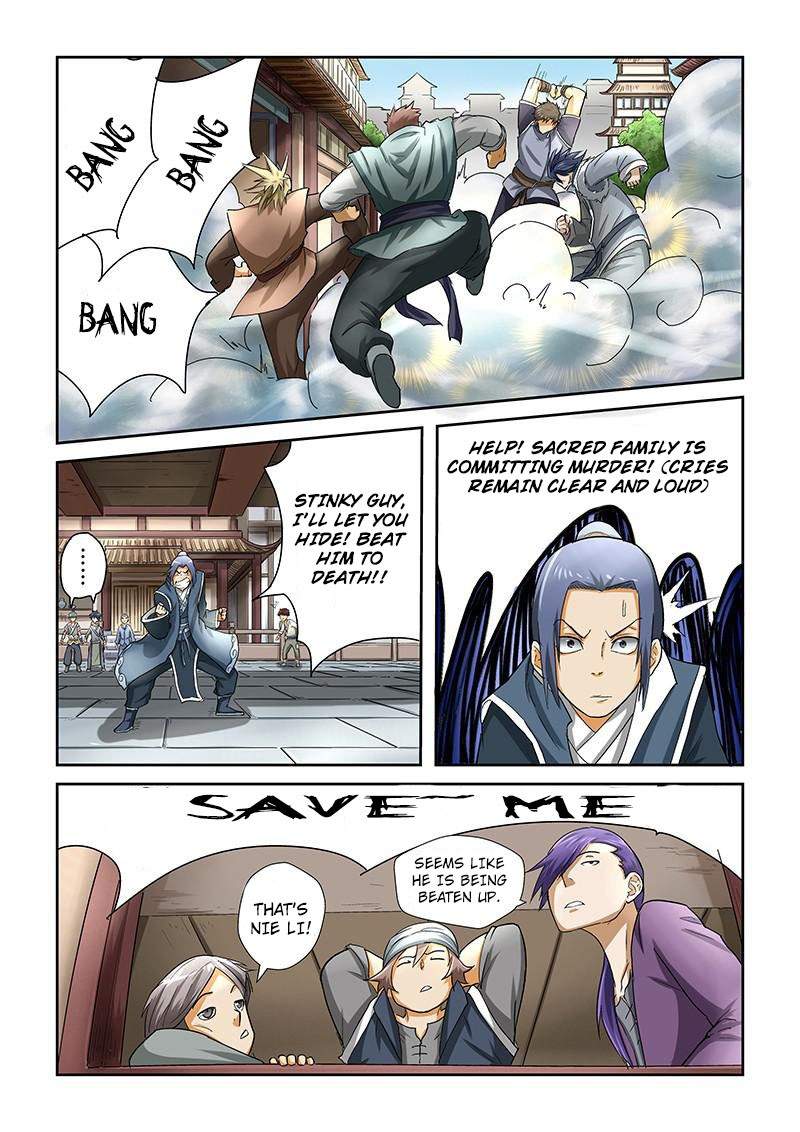 BANG
BANG
BANG
......
STINKY GUY,
I'LL LET YOU
HIDE! BEAT
HIM TO
DEATH!!
HELP! SACRED FAMILY IS
COMMITTING MURDER! (CRIES
REMAIN CLEAR AND LOUD)
SAVE ME
THAT'S
NIE LI!
SEEMS LIKE
HE IS BEING
BEATEN UP.